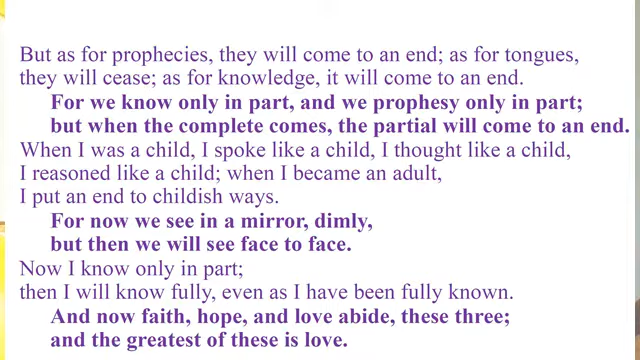 But as for prophecies, they will come to an end; as for tongues,
they will cease; as for knowledge, it will come to an end.
For we know only in part, and we prophesy only in part;
but when the complete comes, the partial will come to an end.
When I was a child, I spoke like a child, I thought like a child,
I reasoned like a child; when I became an adult,
I put an end to childish ways.
For now we see in a mirror, dimly,
but then we will see face to face.
Now I know only in part;
then I will know fully, even as I have been fully known.
And now faith, hope, and love abide, these three;
and the greatest of these is love.